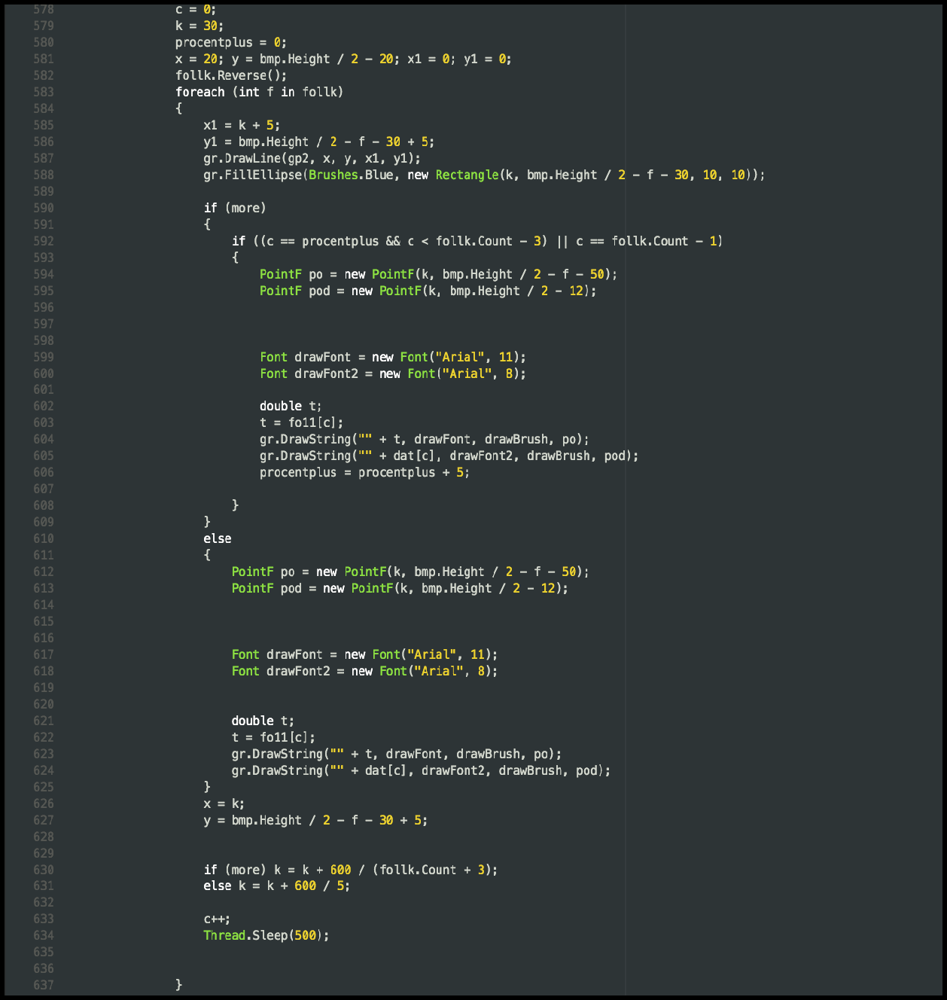 578 c = 0;
579 k = 30;
580 procentplus = 0;
581 x = 20; y = bmp.Height / 2 - 20; x1 = 0; y1 = 0;
582 follk.Reverse();
583 foreach (int f in follk)
584 {
585 x1 = k + 5;
586 y1 = bmp.Height / 2 - f - 30 + 5;
587 gr.DrawLine(gp2, x, y, x1, y1);
588 gr.FillEllipse(Brushes.Blue, new Rectangle(k, bmp.Height / 2 - f - 30, 10, 10));
589
590 if (more)
591 {
592 if ((c == procentplus && c < follk.Count - 3) || c == follk.Count - 1)
593 {
594 PointF po = new PointF(k, bmp.Height / 2 - f - 50);
595 PointF pod = new PointF(k, bmp.Height / 2 - 12);
596
597
598
599 Font drawFont = new Font("Arial", 11);
600 Font drawFont2 = new Font("Arial", 8);
601
602 double t;
603 t = fo11[c];
604 gr.DrawString("" + t, drawFont, drawBrush, po);
605 gr.DrawString("" + dat[c], drawFont2, drawBrush, pod);
606 procentplus = procentplus + 5;
607
608 }
609 }
610 else
611 {
612 PointF po = new PointF(k, bmp.Height / 2 - f - 50);
613 PointF pod = new PointF(k, bmp.Height / 2 - 12);
614
615
616
617 Font drawFont = new Font("Arial", 11);
618 Font drawFont2 = new Font("Arial", 8);
619
620
621 double t;
622 t = fo11[c];
623 gr.DrawString("" + t, drawFont, drawBrush, po);
624 gr.DrawString("" + dat[c], drawFont2, drawBrush, pod);
625 }
626 x = k;
627 y = bmp.Height / 2 - f - 30 + 5;
628
629
630 if (more) k = k + 600 / (follk.Count + 3);
631 else k = k + 600 / 5;
632
633 c++;
634 Thread.Sleep(500);
635
636
637 }